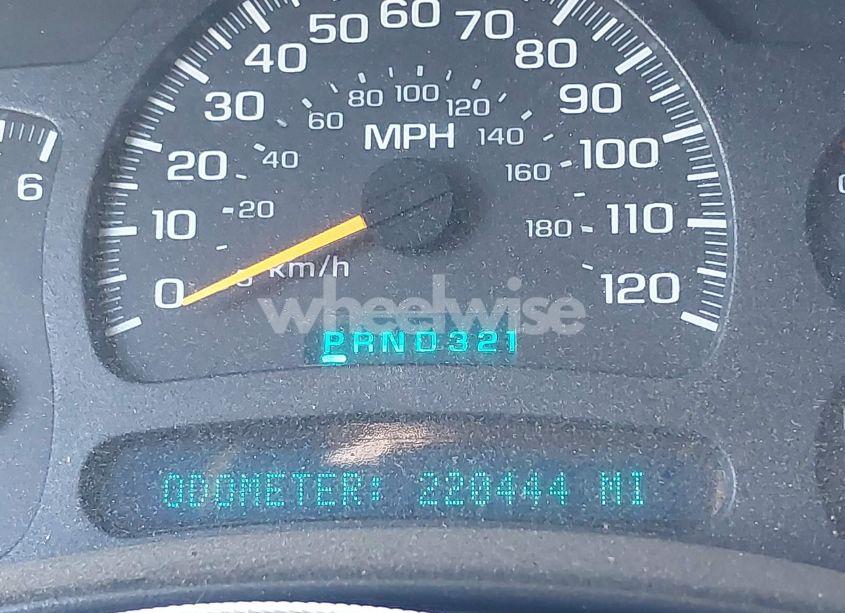 50 60 70
40 80
30 60 80 100 120 90
MPH 140
20 40 160 100
10 20 180 110
0 km/h 120
6
wheelwise
PRND321
ODOMETER: 220444 MI